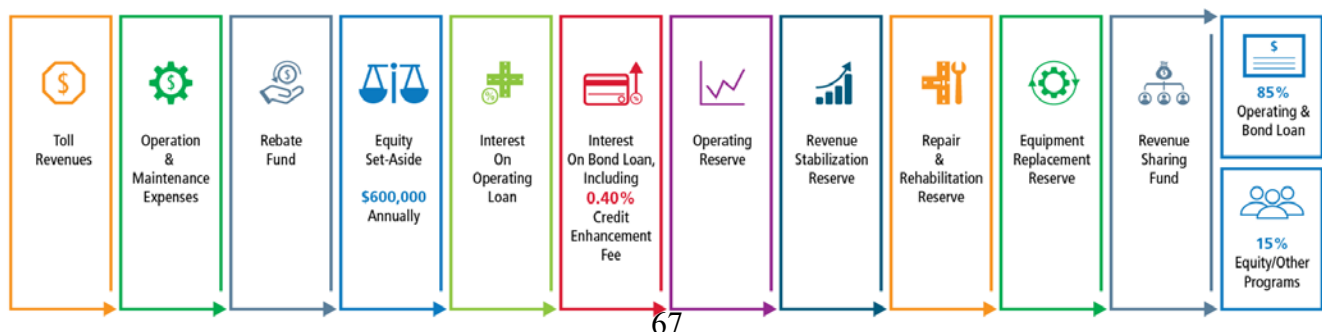 $
Toll
Revenues
$
Operation
&
Maintenance
Expenses
$
Rebate
Fund
Equity
Set-Aside
$600,000
Annually
%
Interest
On
Operating
Loan
%
Interest
On Bond Loan,
Including
0.40%
Credit
Enhancement
Fee
Operating
Reserve
Revenue
Stabilization
Reserve
Repair
&
Rehabilitation
Reserve
Equipment
Replacement
Reserve
$
Revenue
Sharing
Fund
$
85%
Operating &
Bond Loan
15%
Equity/Other
Programs
67